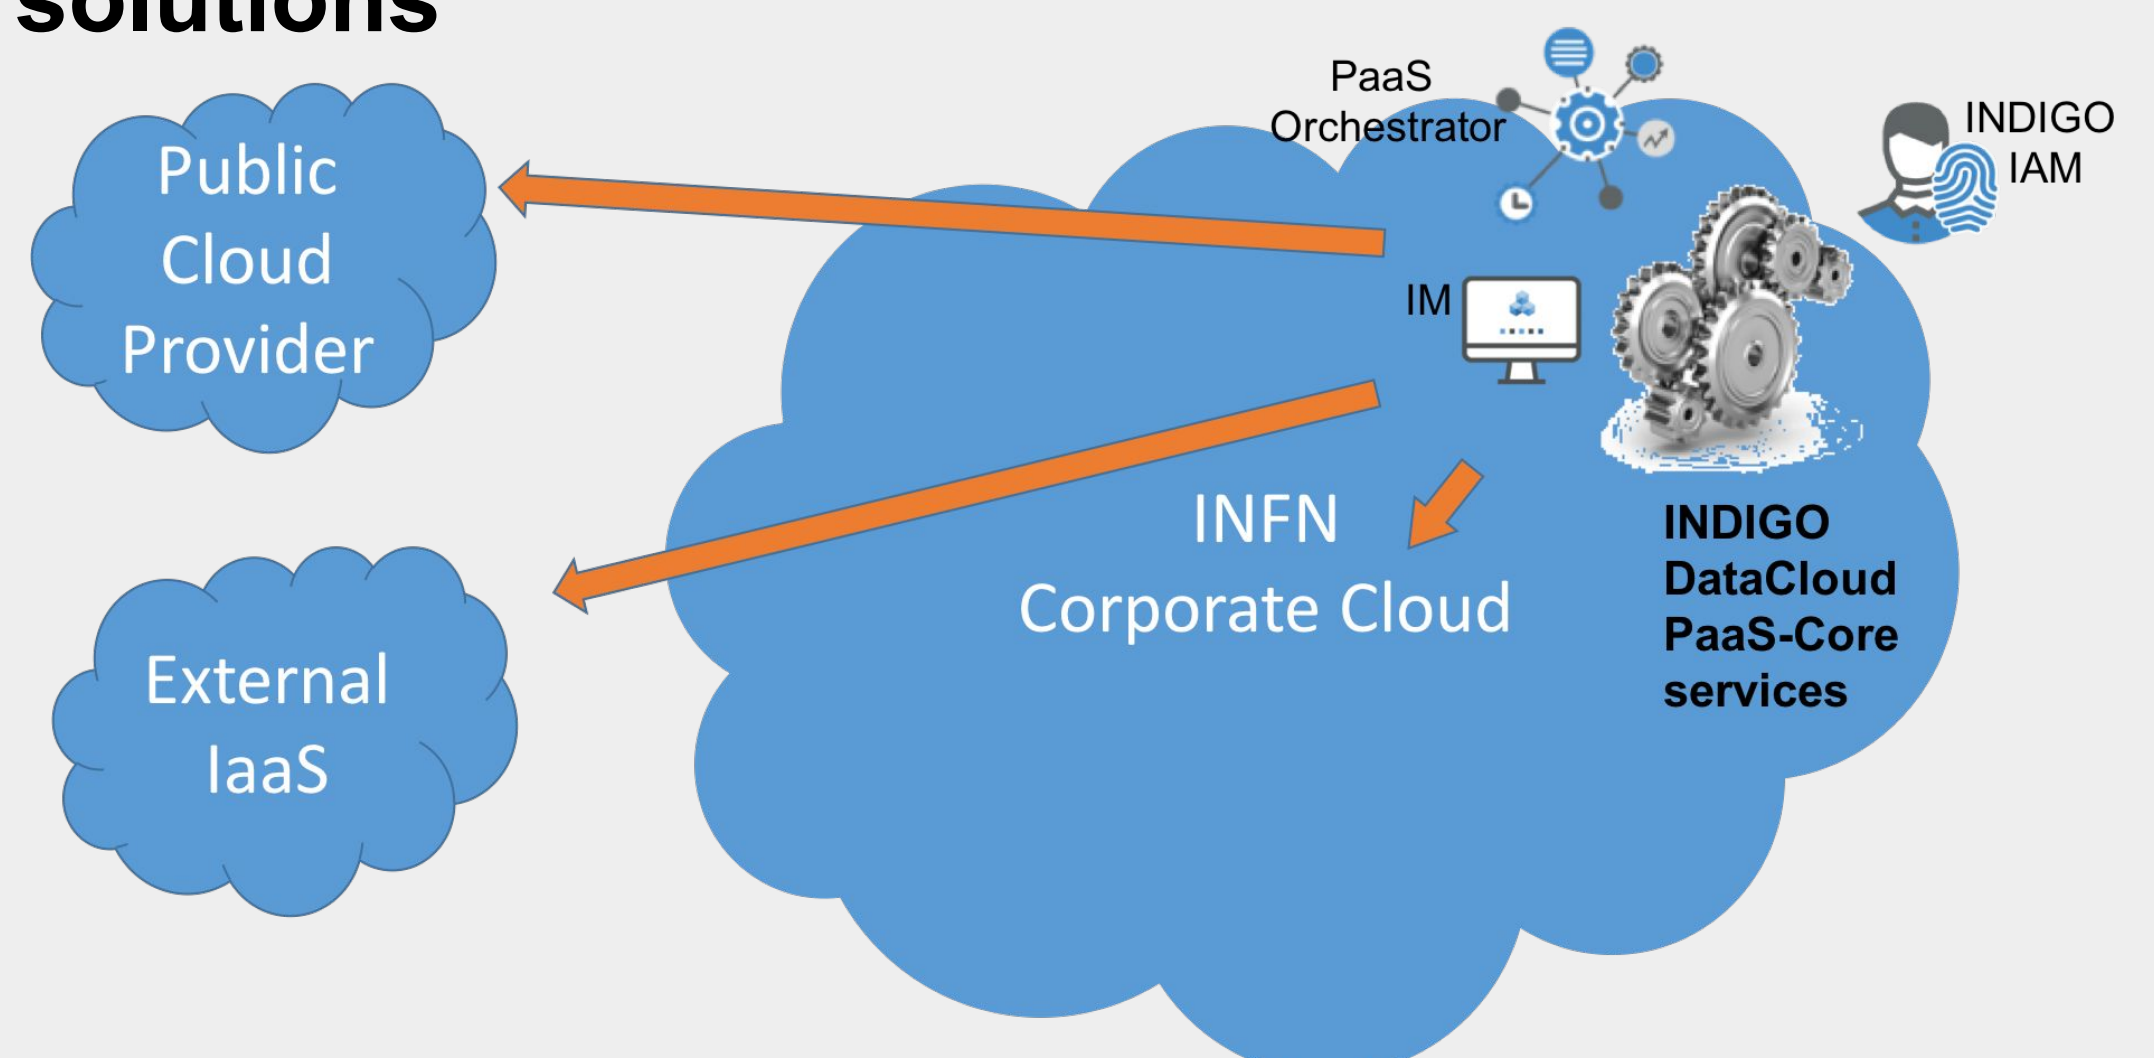 solutions
Public
Cloud
Provider
PaaS
Orchestrator
INDIGO
IAM
IM
INFN
Corporate Cloud
INDIGO
DataCloud
PaaS-Core
services
External
IaaS